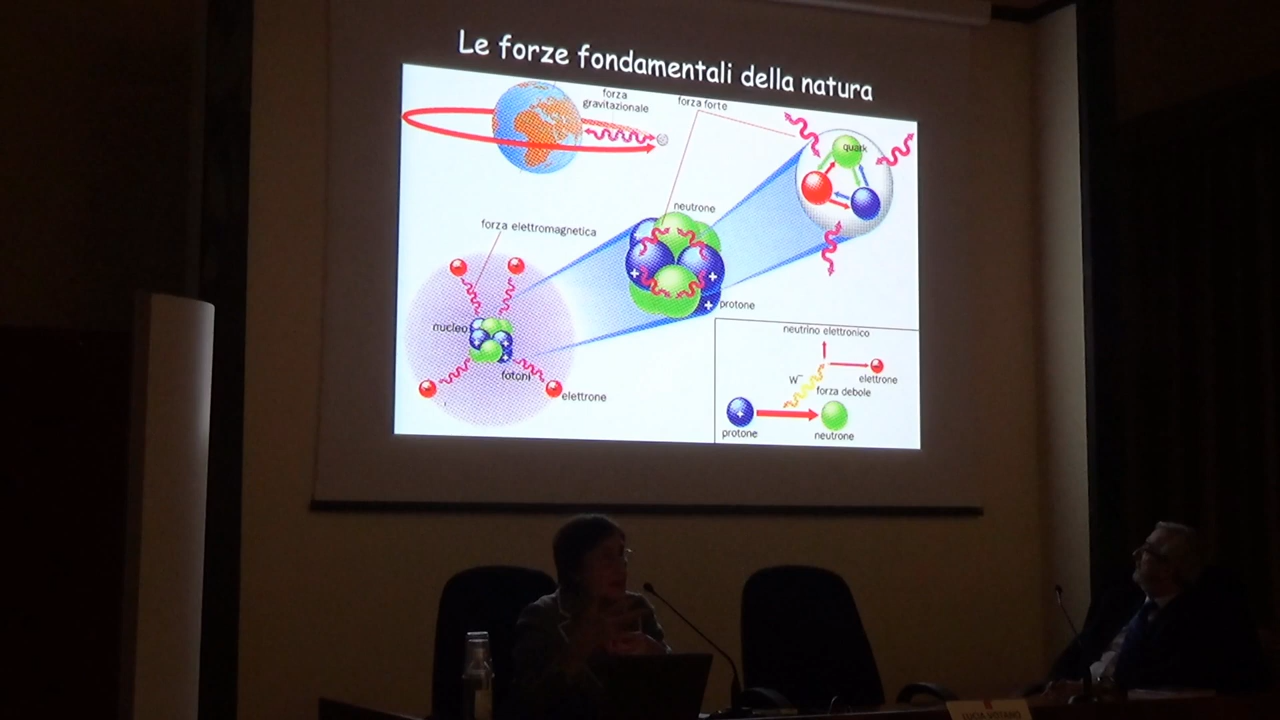 Le forze fondamentali della natura
forza
gravitazionale
forza forte
quark
neutrone
forza elettromagnetica
protone
nucleo
fotoni
elettrone
neutrino elettronico
elettrone
W⁻
forza debole
protone
neutrone